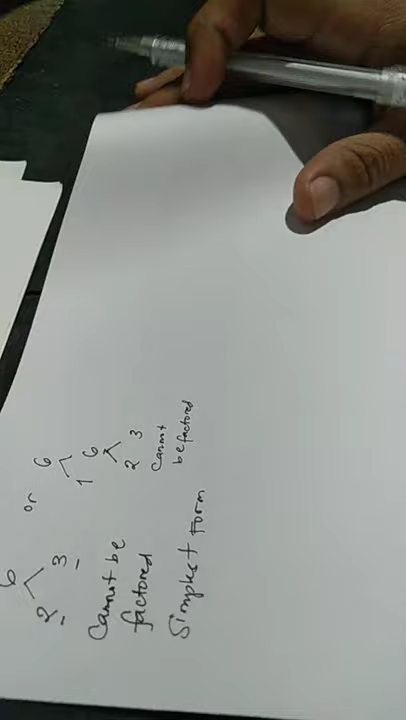 6 or 6
2 3
1 6
2 3
Cannot be
factored
Cannot
be factored
Simplest Form